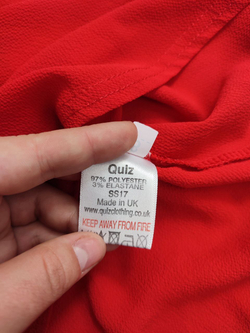 Quiz
97% POLYESTER
3% ELASTANE
SS17
Made in UK
www.quizclothing.co.uk
KEEP AWAY FROM FIRE